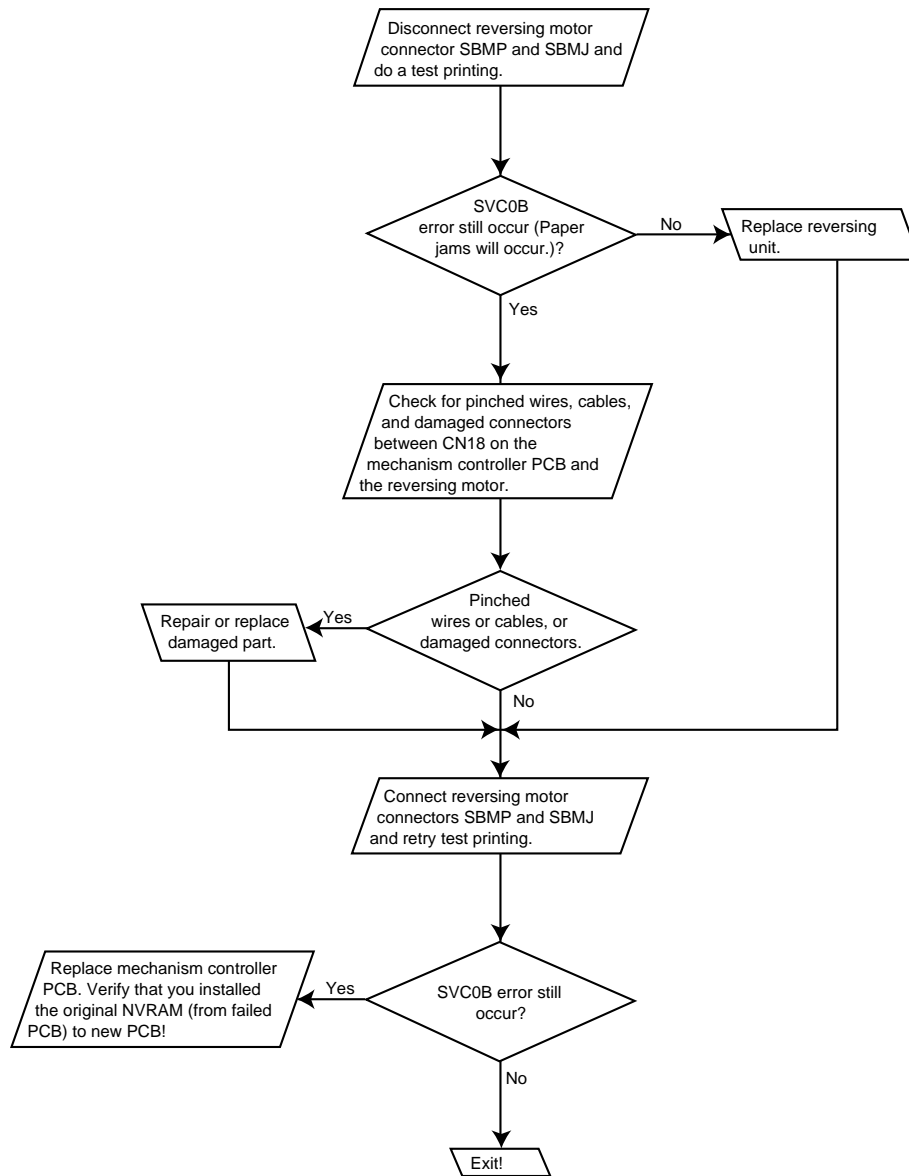 Disconnect reversing motor
connector SBMP and SBMJ and
do a test printing.
SVC0B
error still occur (Paper
jams will occur.)?
No
Replace reversing
unit.
Yes
Check for pinched wires, cables,
and damaged connectors
between CN18 on the
mechanism controller PCB and
the reversing motor.
Pinched
wires or cables, or
damaged connectors.
Yes
Repair or replace
damaged part.
No
Connect reversing motor
connectors SBMP and SBMJ
and retry test printing.
SVC0B error still
occur?
Yes
Replace mechanism controller
PCB. Verify that you installed
the original NVRAM (from failed
PCB) to new PCB!
No
Exit!